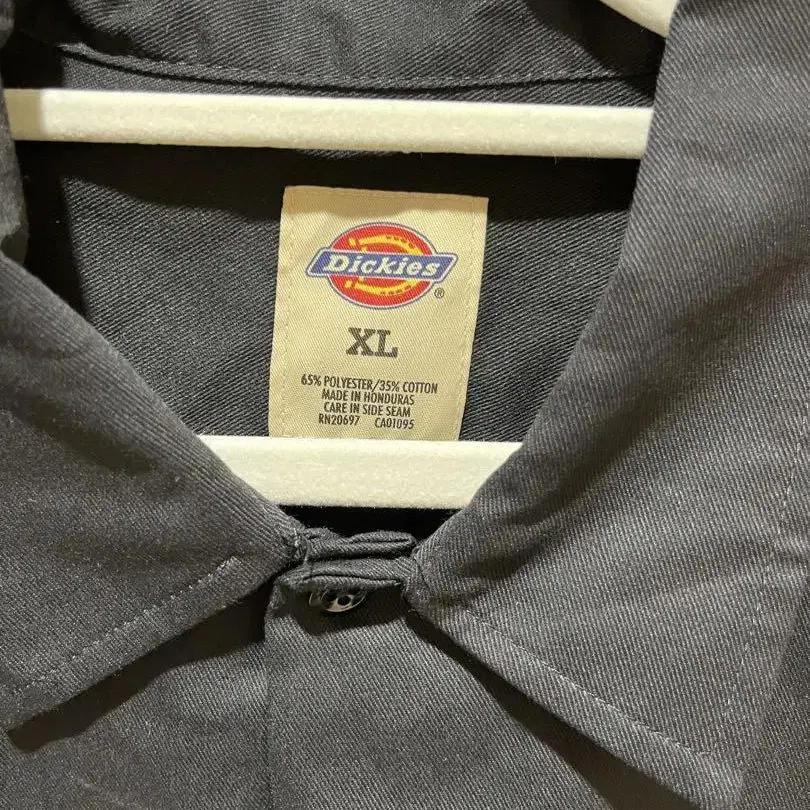 Dickies
®
XL
65% POLYESTER/35% COTTON
MADE IN HONDURAS
CARE IN SIDE SEAM
RN20697 CA01095